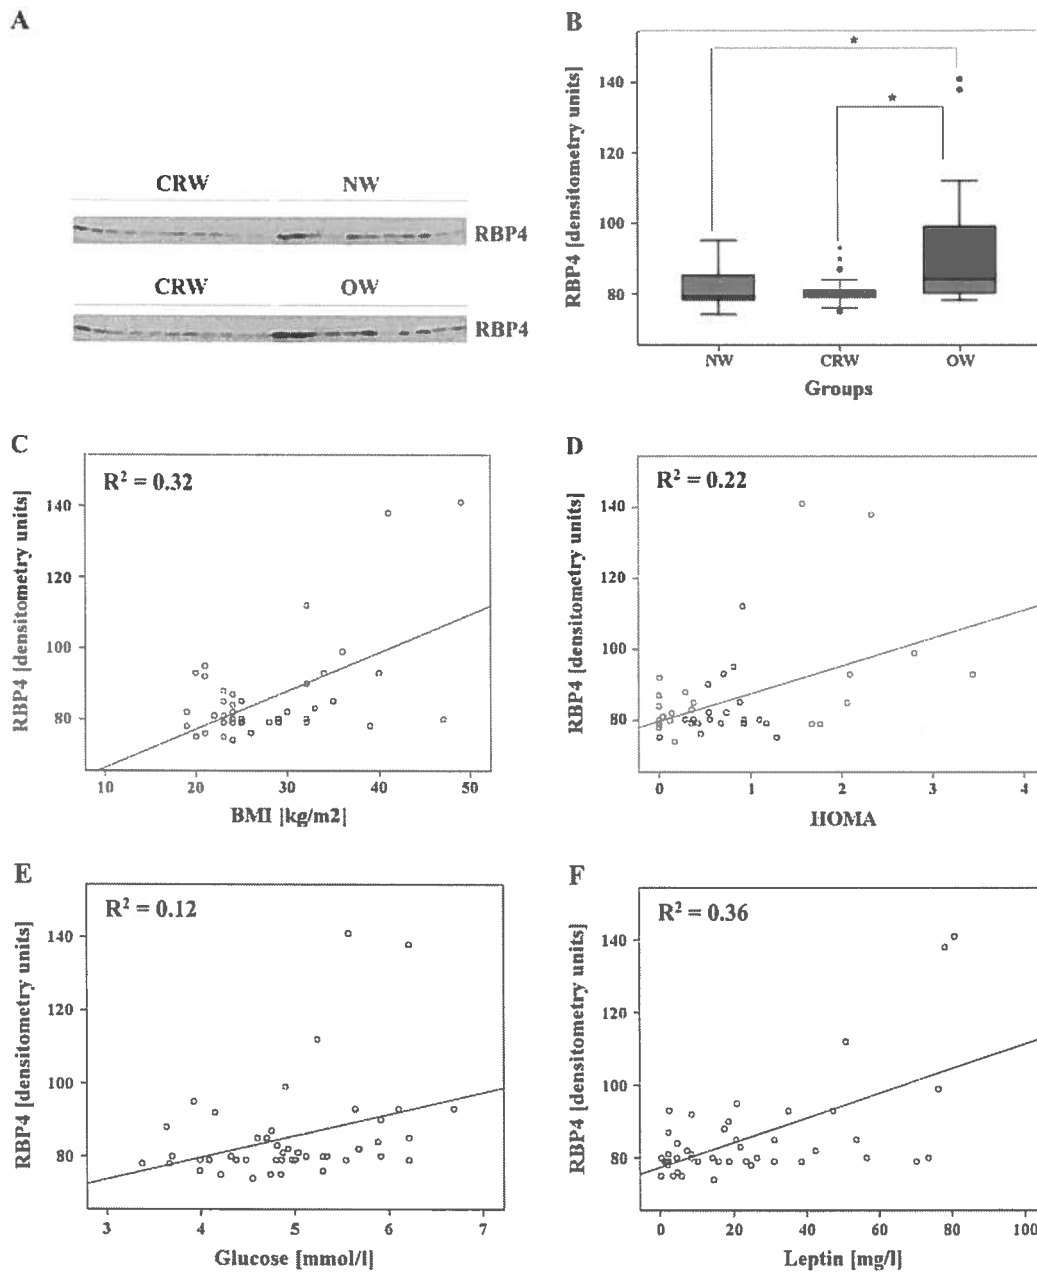 A
CRW NW
RBP4
CRW OW
RBP4
B
RBP4 [densitometry units]
140
120
100
80
* 
*
NW CRW OW
Groups
C
R² = 0.32
RBP4 [densitometry units]
140
120
100
80
10 20 30 40 50
BMI [kg/m2]
D
R² = 0.22
RBP4 [densitometry units]
140
120
100
80
0 1 2 3 4
HOMA
E
R² = 0.12
RBP4 [densitometry units]
140
120
100
80
3 4 5 6 7
Glucose [mmol/l]
F
R² = 0.36
RBP4 [densitometry units]
140
120
100
80
0 20 40 60 80 100
Leptin [mg/l]